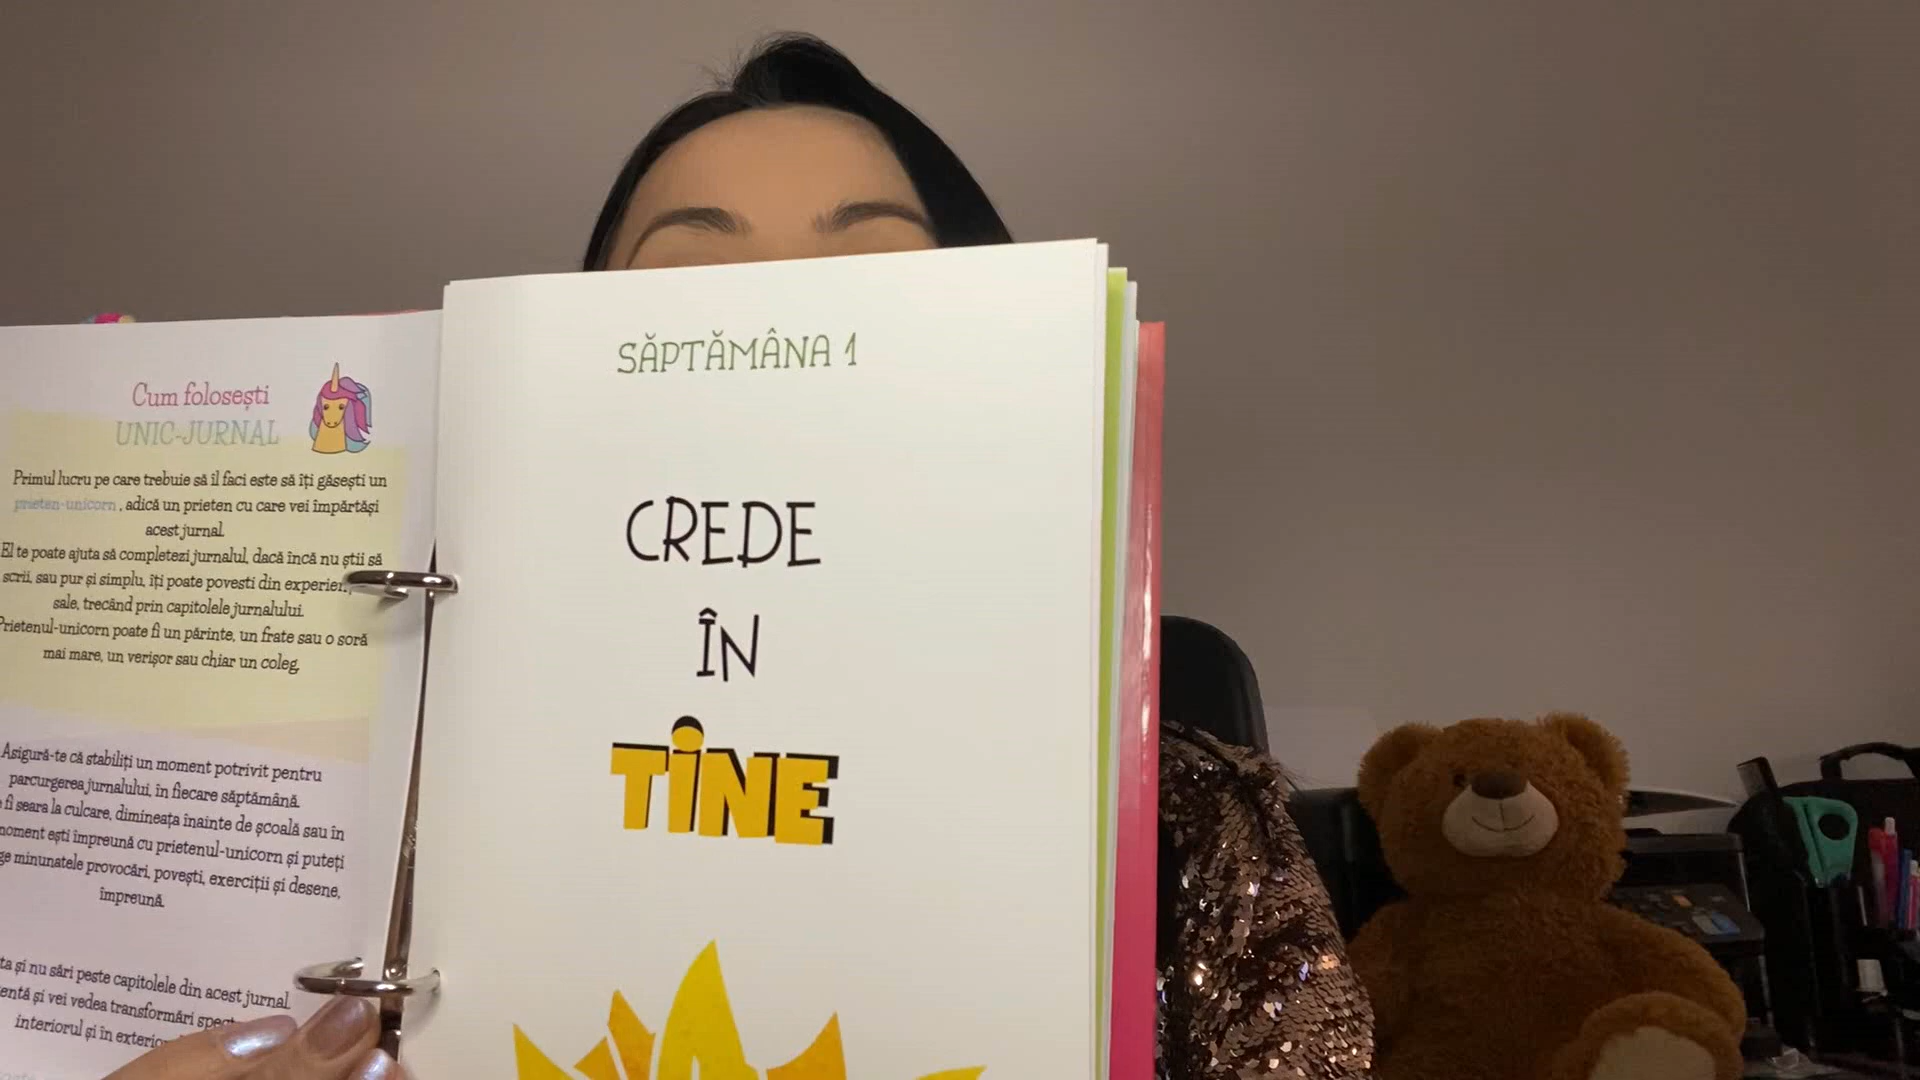 Cum folosești
UNIC-JURNAL
Primul lucru pe care trebuie să îl faci este să îți găsești un
prieten-unicorn, adică un prieten cu care vei împărtăși
acest jurnal.
El te poate ajuta să completezi jurnalul, dacă încă nu știi să
scrii, sau pur și simplu, îți poate povesti din
sale, trecând prin capitolele jurnalului.
Prietenul-unicorn poate fi un părinte, un frate sau o soră
mai mare, un verișor sau chiar un coleg.
Asigură-te că stabiliți un moment potrivit pentru
parcurgerea jurnalului, în fiecare săptămână.
fi seara la culcare, dimineața înainte de școală sau în
moment ești împreună cu prietenul-unicorn și puteți
minunatele provocări, povești, exerciții și desene,
împreună.
și nu sări peste capitolele din acest jurnal.
și vei vedea transformări
interiorul și în
SĂPTĂMÂNA 1
CREDE
ÎN
TINE